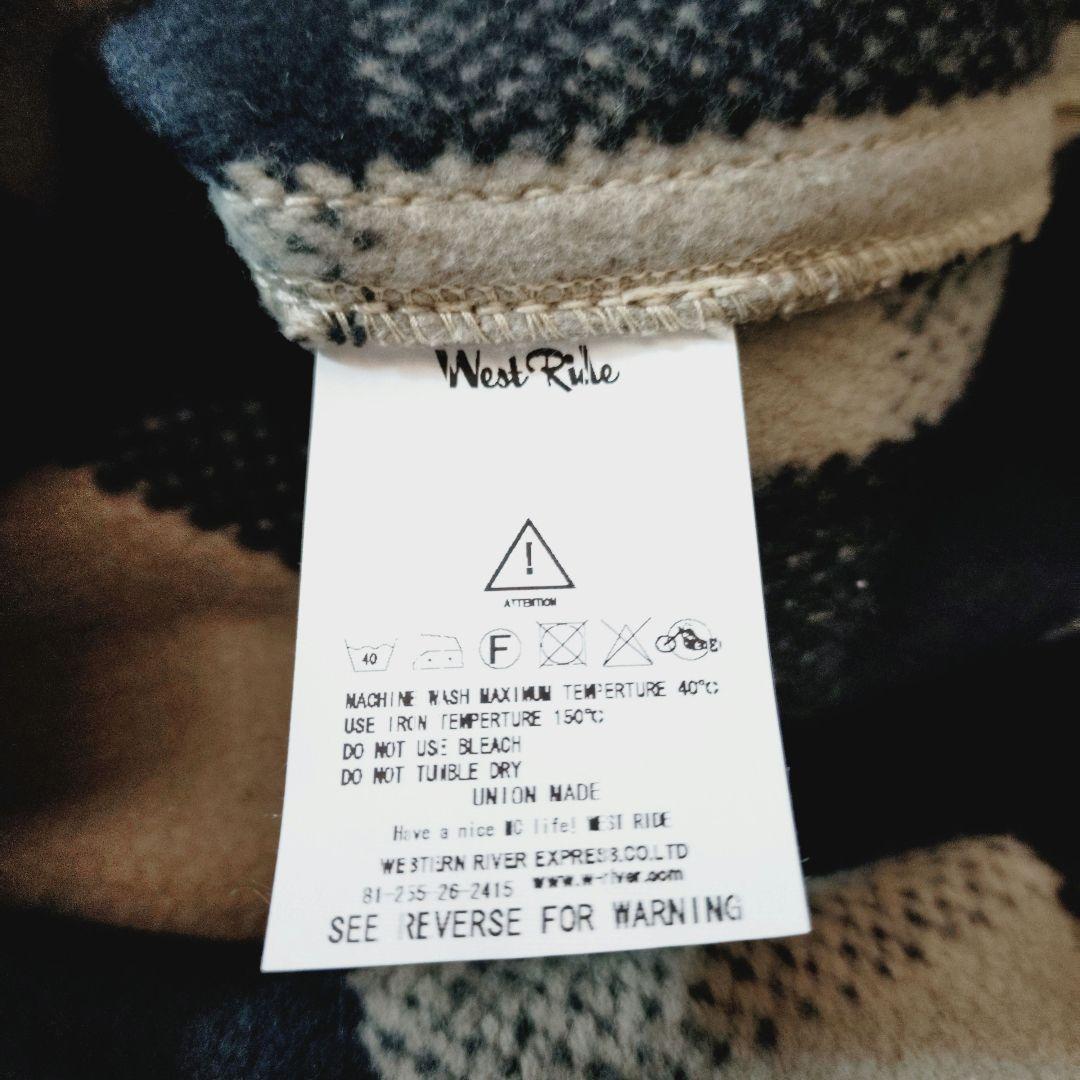 West Ride
!
ATTENTION
40 F
MACHINE WASH MAXIMUM TEMPERTURE 40°C
USE IRON TEMPERTURE 150°C
DO NOT USE BLEACH
DO NOT TUMBLE DRY
UNION MADE
Have a nice MC life! WEST RIDE
WESTERN RIVER EXPRESS.CO.LTD
81-255-26-2415 www.w-river.com
SEE REVERSE FOR WARNING